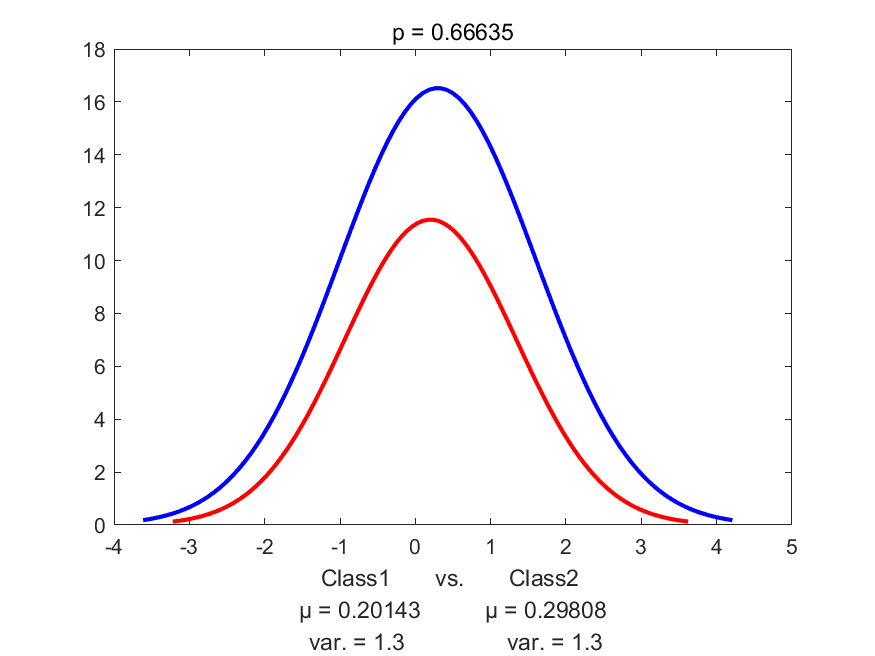 p = 0.66635
18
16
14
12
10
8
6
4
2
0
-4 -3 -2 -1 0 1 2 3 4 5
Class1 vs. Class2
μ = 0.20143 μ = 0.29808
var. = 1.3 var. = 1.3